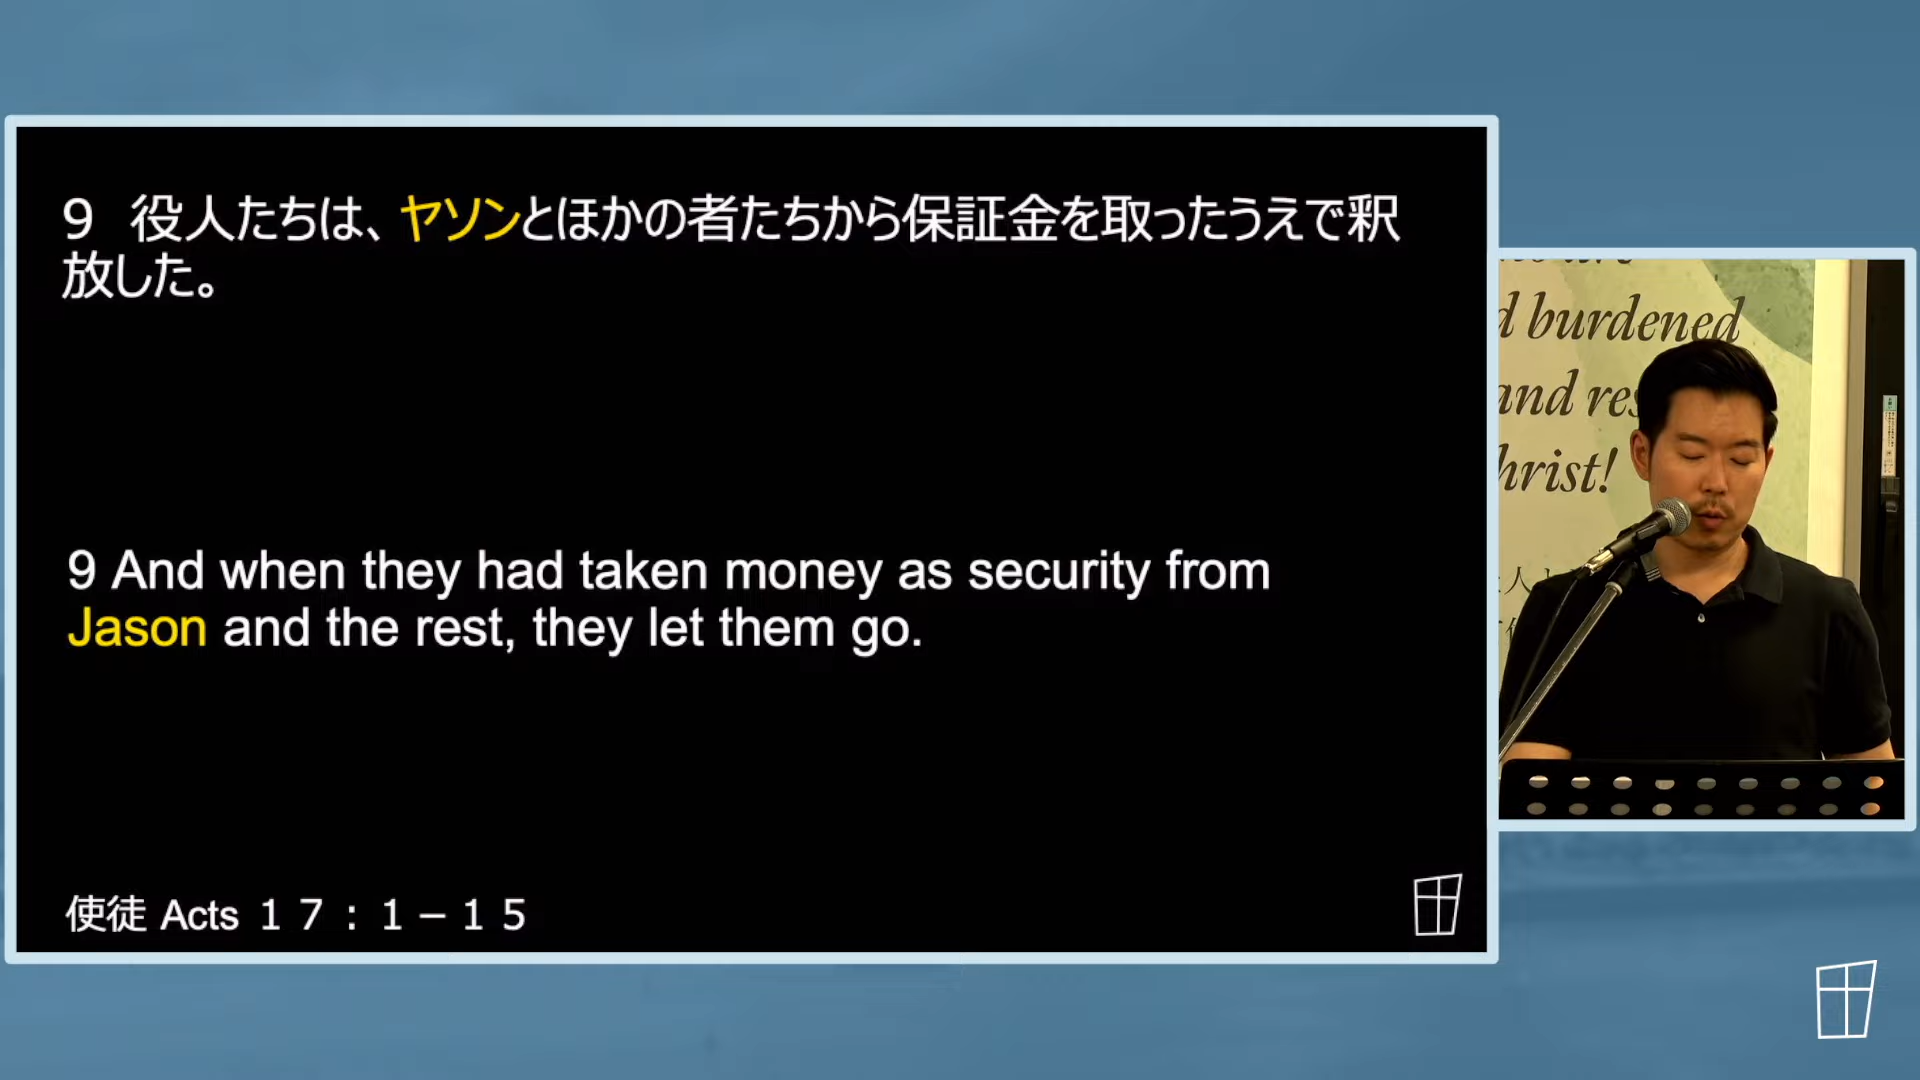 9 役人たちは、ヤソンとほかの者たちから保証金を取ったうえで釈
放した。
9 And when they had taken money as security from
Jason and the rest, they let them go.
使徒 Acts 17:1–15
d burdened
and res
hrist!